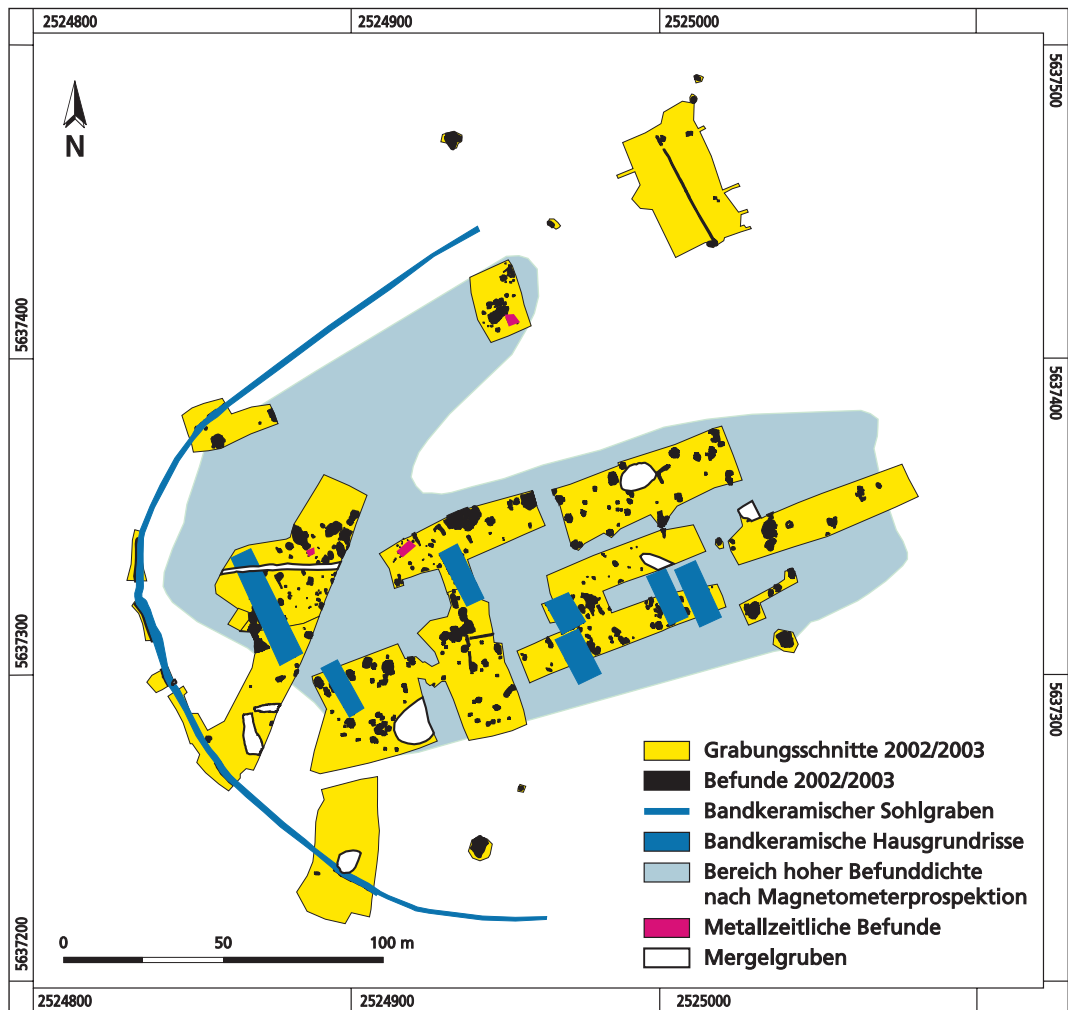 2524800
2524900
2525000
5637500
N
5637400
5637400
5637300
5637300
Grabungsschnitte 2002/2003
Befunde 2002/2003
Bandkeramischer Sohlgraben
Bandkeramische Hausgrundrisse
Bereich hoher Befunddichte
nach Magnetometerprospektion
Metallzeitliche Befunde
Mergelgruben
0
50
100 m
5637200
2524800
2524900
2525000